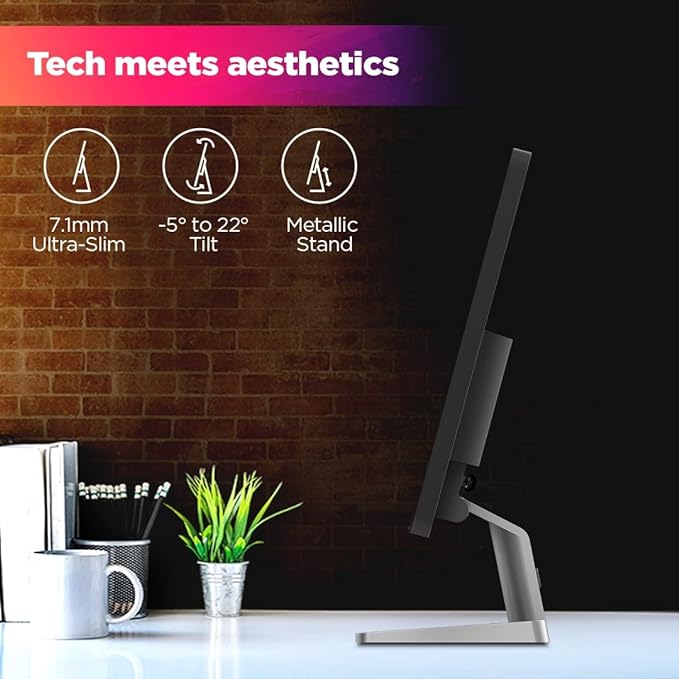 Tech meets aesthetics
7.1mm
Ultra-Slim
-5° to 22°
Tilt
Metallic
Stand